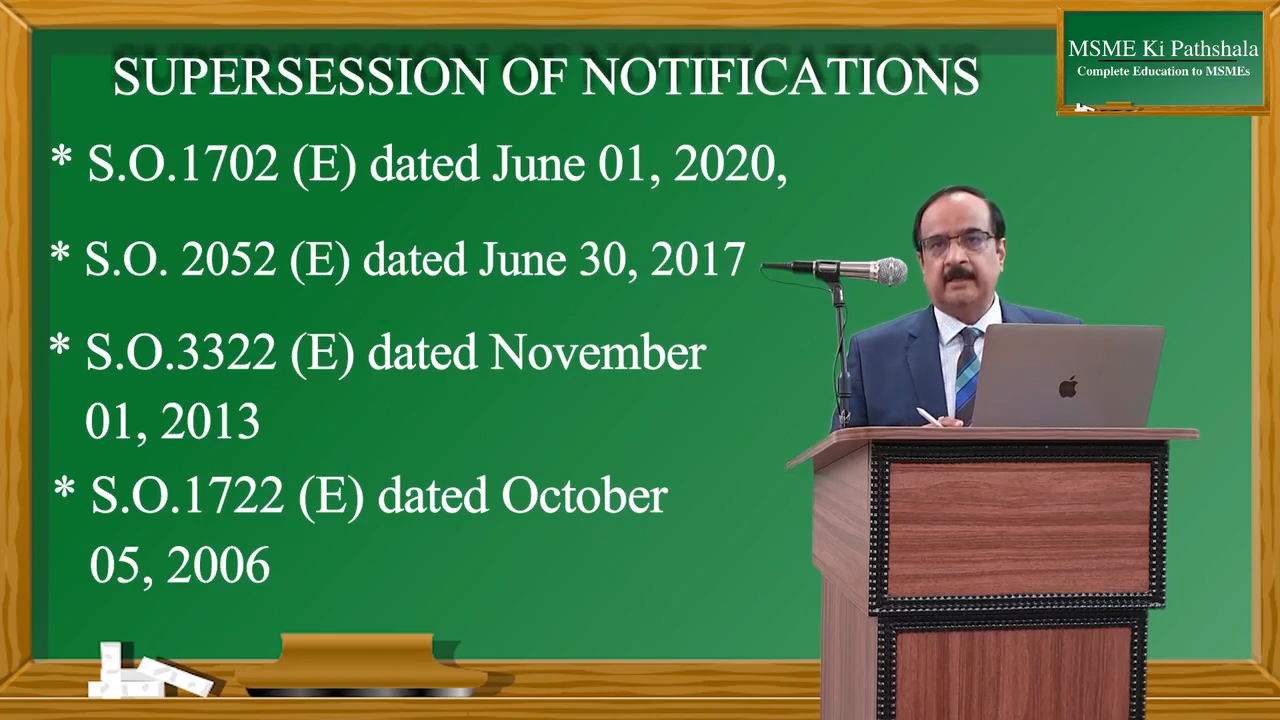 SUPERSESSION OF NOTIFICATIONS
MSME Ki Pathshala
Complete Education to MSMEs
* S.O.1702 (E) dated June 01, 2020,
* S.O. 2052 (E) dated June 30, 2017
* S.O.3322 (E) dated November
01, 2013
* S.O.1722 (E) dated October
05, 2006